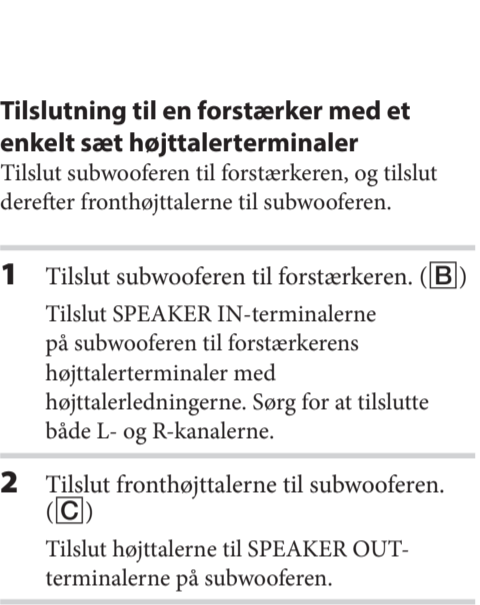 Tilslutning til en forstærker med et
enkelt sæt højttalerterminaler
Tilslut subwooferen til forstærkeren, og tilslut
derefter fronthøjttalerne til subwooferen.
1 Tilslut subwooferen til forstærkeren. (B)
Tilslut SPEAKER IN-terminalerne
på subwooferen til forstærkerens
højttalerterminaler med
højttalerledningerne. Sørg for at tilslutte
både L- og R-kanalerne.
2 Tilslut fronthøjttalerne til subwooferen.
(C)
Tilslut højttalerne til SPEAKER OUT-
terminalerne på subwooferen.